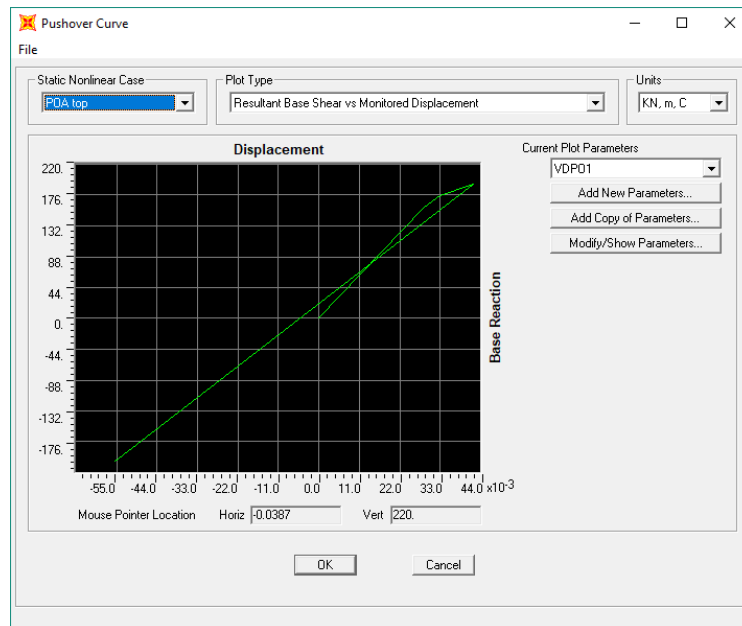 Pushover Curve
File
Static Nonlinear Case
POA top
Plot Type
Resultant Base Shear vs Monitored Displacement
Units
KN, m, C
Displacement
220.
176.
132.
88.
44.
0.
-44.
-88.
-132.
-176.
-55.0 -44.0 -33.0 -22.0 -11.0 0.0 11.0 22.0 33.0 44.0 x10-3
Base Reaction
Current Plot Parameters
VDPO1
Add New Parameters...
Add Copy of Parameters...
Modify/Show Parameters...
Mouse Pointer Location Horiz -0.0387 Vert 220.
OK Cancel